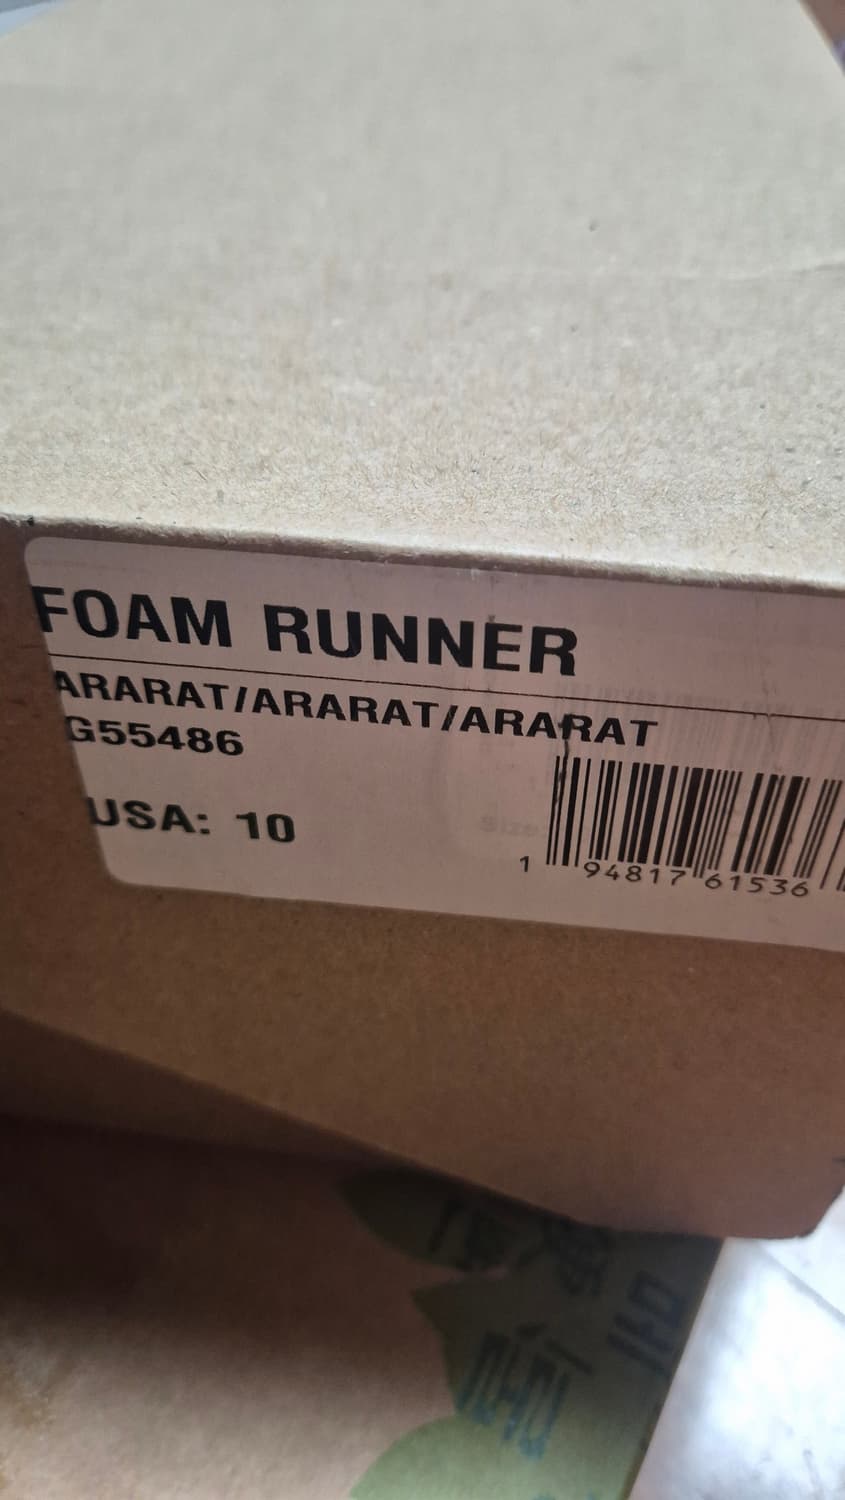 FOAM RUNNER
ARARAT/ARARAT/ARARAT
G55486
USA: 10
1 94817 61536